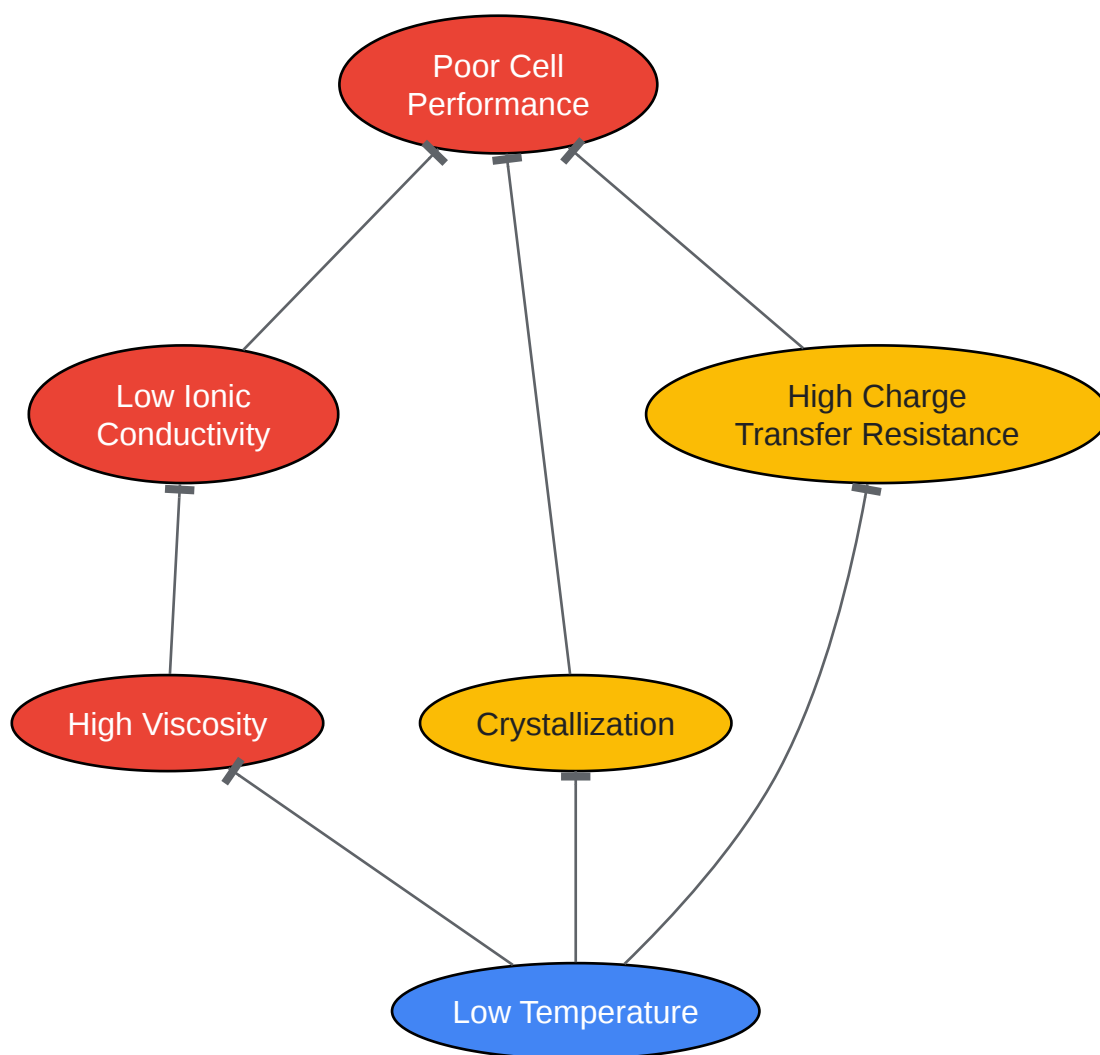 Poor Cell
Performance
Low Ionic
Conductivity
High Charge
Transfer Resistance
High Viscosity
Crystallization
Low Temperature